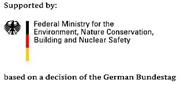 Supported by:
Federal Ministry for the
Environment, Nature Conservation,
Building and Nuclear Safety
based on a decision of the German Bundestag